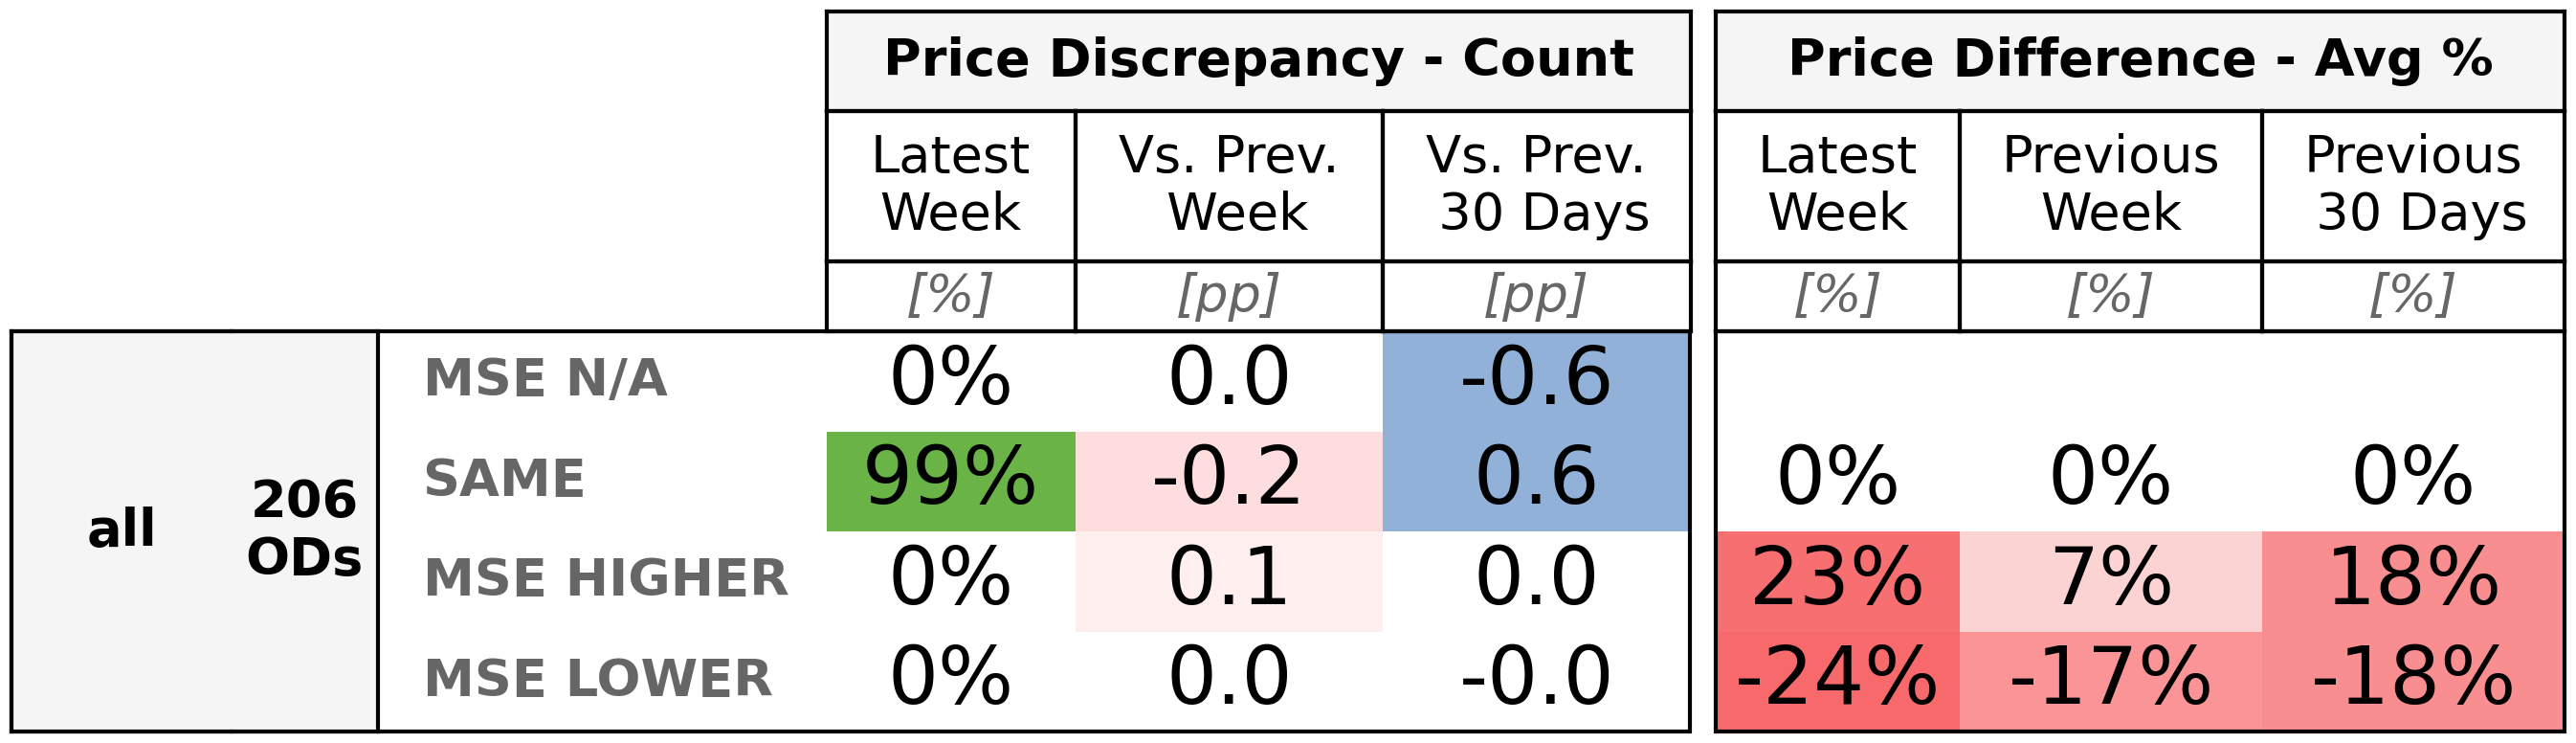 Price Discrepancy - Count Price Difference - Avg %
Latest Week Vs. Prev. Week Vs. Prev. 30 Days Latest Week Previous Week Previous 30 Days
[%] [pp] [pp] [%] [%] [%]
all 206 ODs
MSE N/A 0% 0.0 -0.6
SAME 99% -0.2 0.6 0% 0% 0%
MSE HIGHER 0% 0.1 0.0 23% 7% 18%
MSE LOWER 0% 0.0 -0.0 -24% -17% -18%